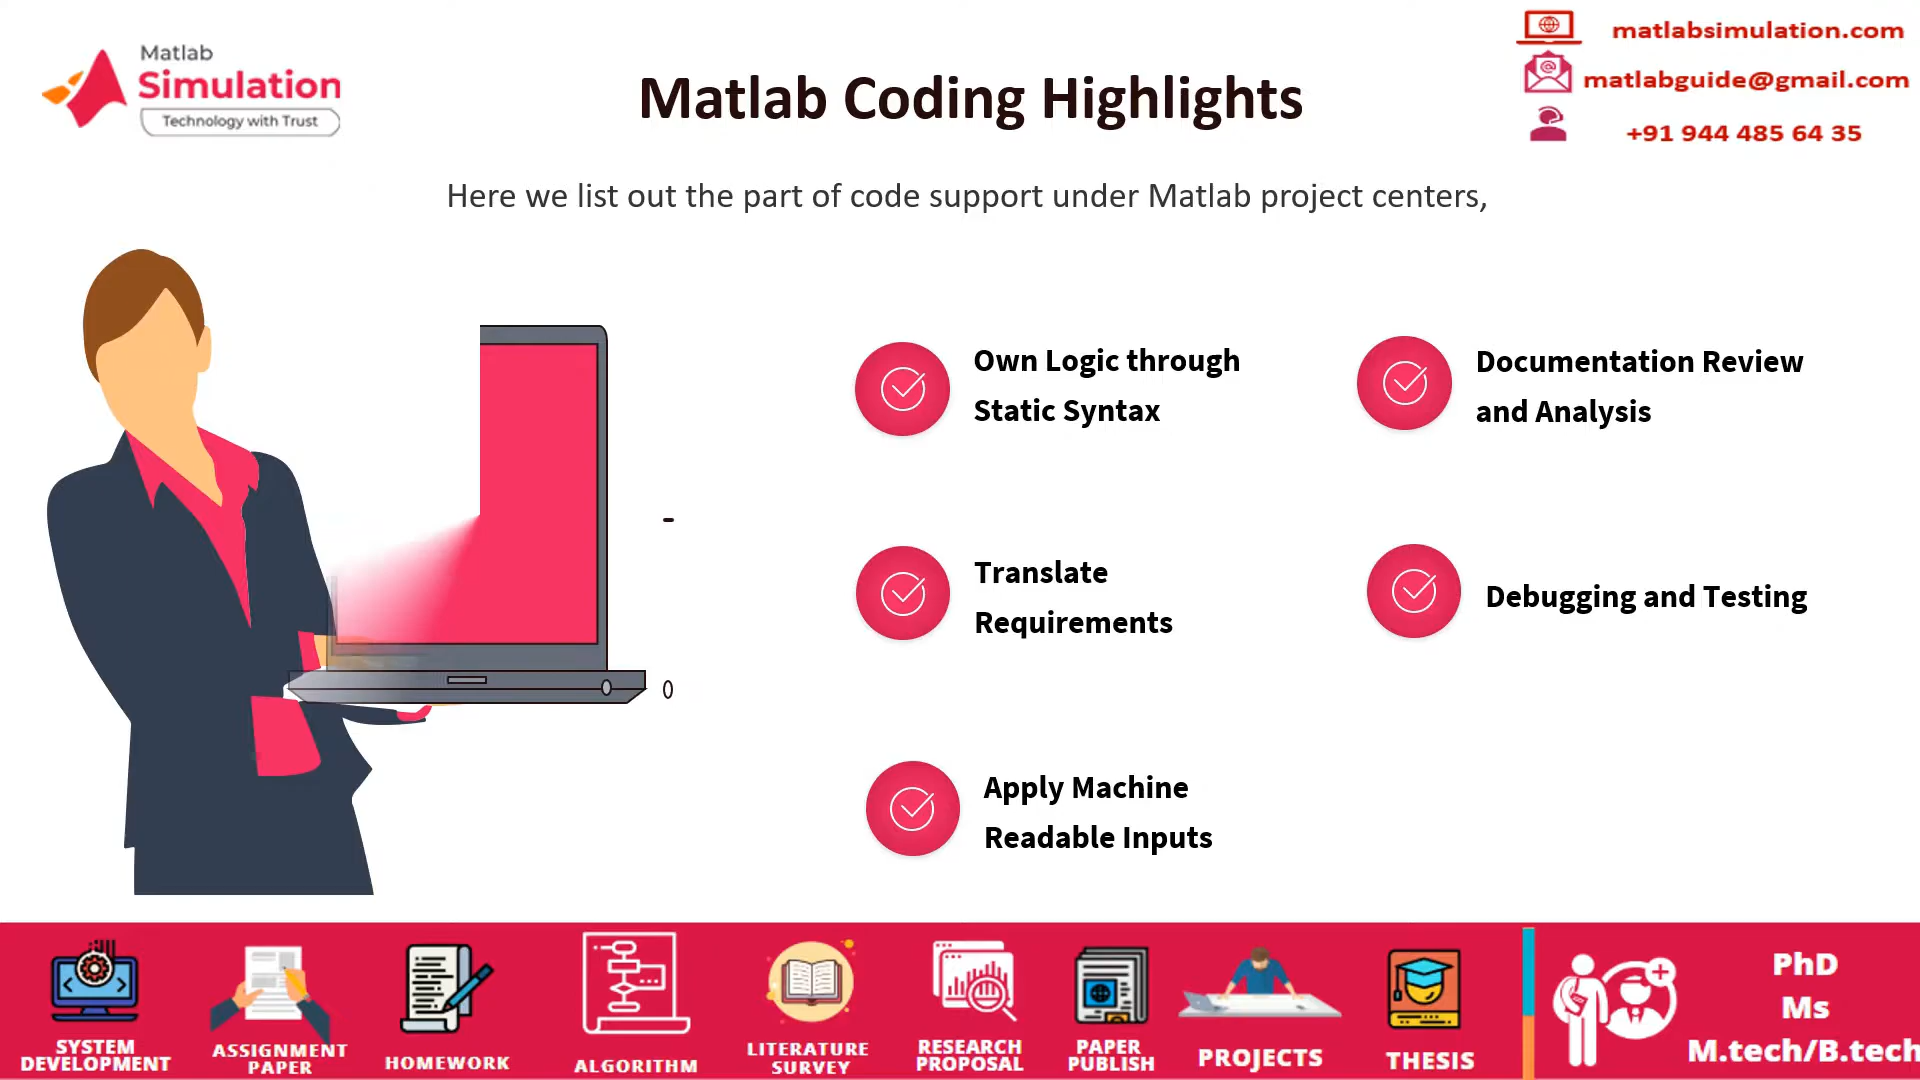 Matlab
Simulation
Technology with Trust
Matlab Coding Highlights
matlabsimulation.com
matlabguide@gmail.com
+91 944 485 64 35
Here we list out the part of code support under Matlab project centers,
Own Logic through
Static Syntax
Documentation Review
and Analysis
Translate
Requirements
Debugging and Testing
Apply Machine
Readable Inputs
SYSTEM
DEVELOPMENT
ASSIGNMENT
PAPER
HOMEWORK
ALGORITHM
LITERATURE
SURVEY
RESEARCH
PROPOSAL
PAPER
PUBLISH
PROJECTS
THESIS
PhD
Ms
M.tech/B.tech